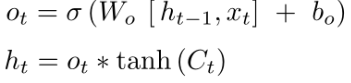 o_t = σ (W_o [h_{t−1}, x_t] + b_o)
h_t = o_t * tanh (C_t)